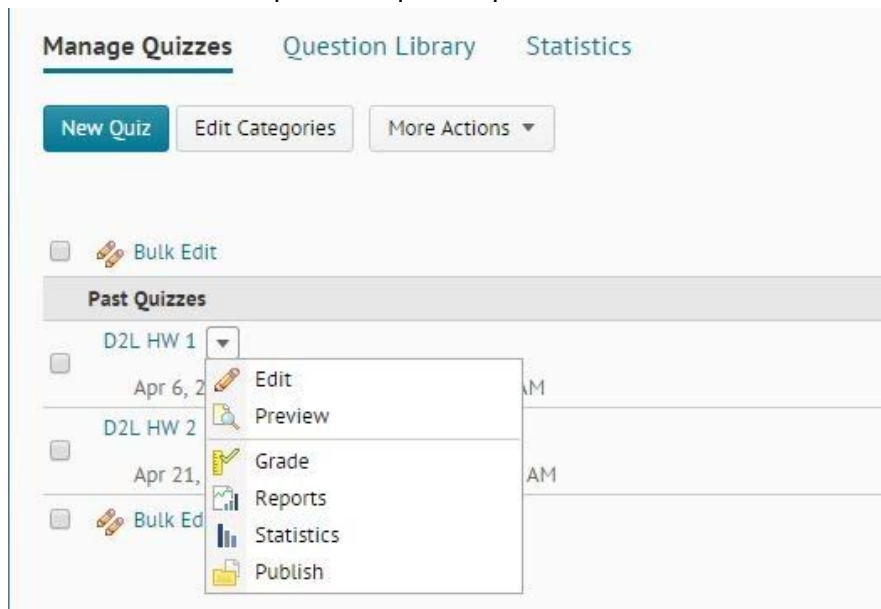 Manage Quizzes Question Library Statistics
New Quiz Edit Categories More Actions
Bulk Edit
Past Quizzes
D2L HW 1
Edit
Apr 6, 2 AM
Preview
D2L HW 2
Grade
Apr 21, AM
Reports
Bulk Ed
Statistics
Publish